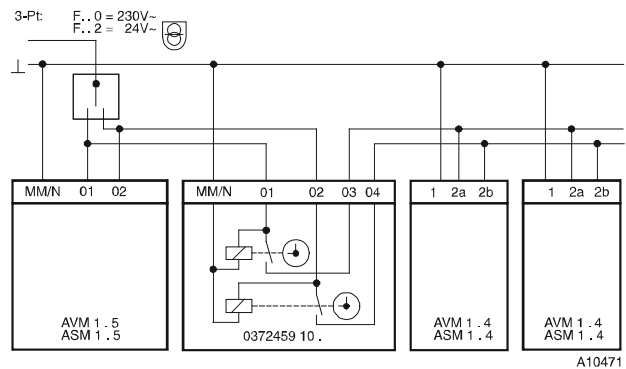 3-Pt: F . . 0 = 230V~
F . . 2 = 24V~
MM/N 01 02
MM/N 01 02 03 04
1 2a 2b
1 2a 2b
AVM 1 . 5
ASM 1 . 5
0372459 10 .
AVM 1 . 4
ASM 1 . 4
AVM 1 . 4
ASM 1 . 4
A10471